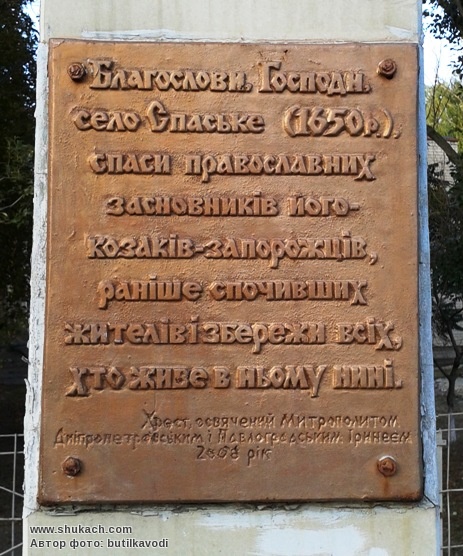 Благослови, Господи,
село Спаське (1650р.),
спаси православних
засновників його-
козаків-запорожців,
раніше спочивших
жителів і збережи всіх,
хто живе в ньому нині.
Хрест, освячений Митрополитом
Дніпропетровським і Павлоградським Іринеєм
2008 рік
www.shukach.com
Автор фото: butilkavodi